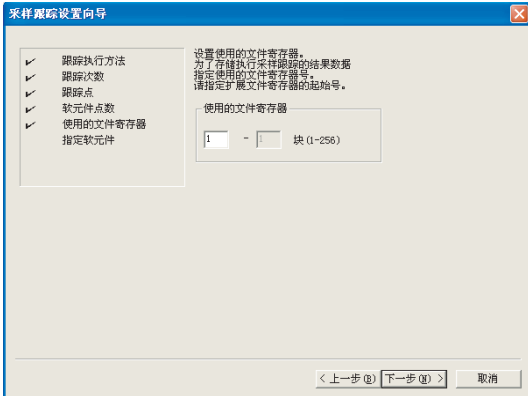 采样跟踪设置向导
跟踪执行方法
跟踪次数
跟踪点
软元件点数
使用的文件寄存器
指定软元件
设置使用的文件寄存器。
为了存储执行采样跟踪的结果数据
指定使用的文件寄存器号。
请指定扩展文件寄存器的起始号。
使用的文件寄存器
1 - 1 块(1-256)
< 上一步(B) 下一步(N) > 取消